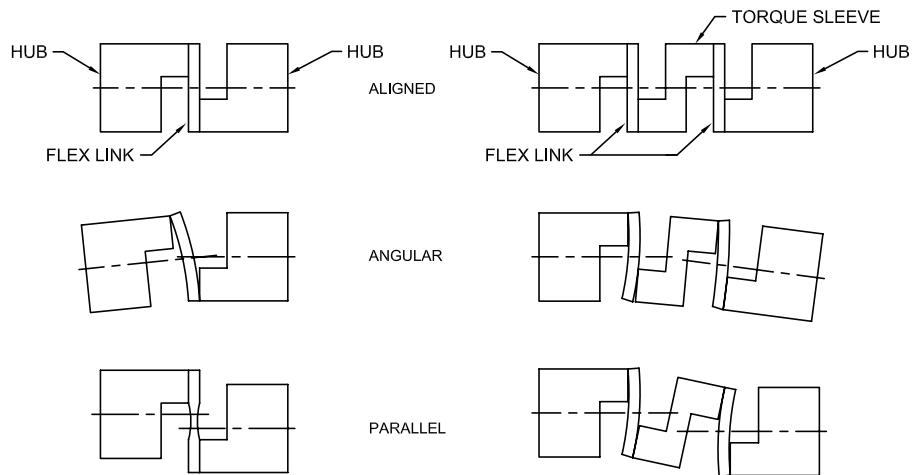 TORQUE SLEEVE
HUB
HUB
HUB
HUB
ALIGNED
FLEX LINK
FLEX LINK
ANGULAR
PARALLEL